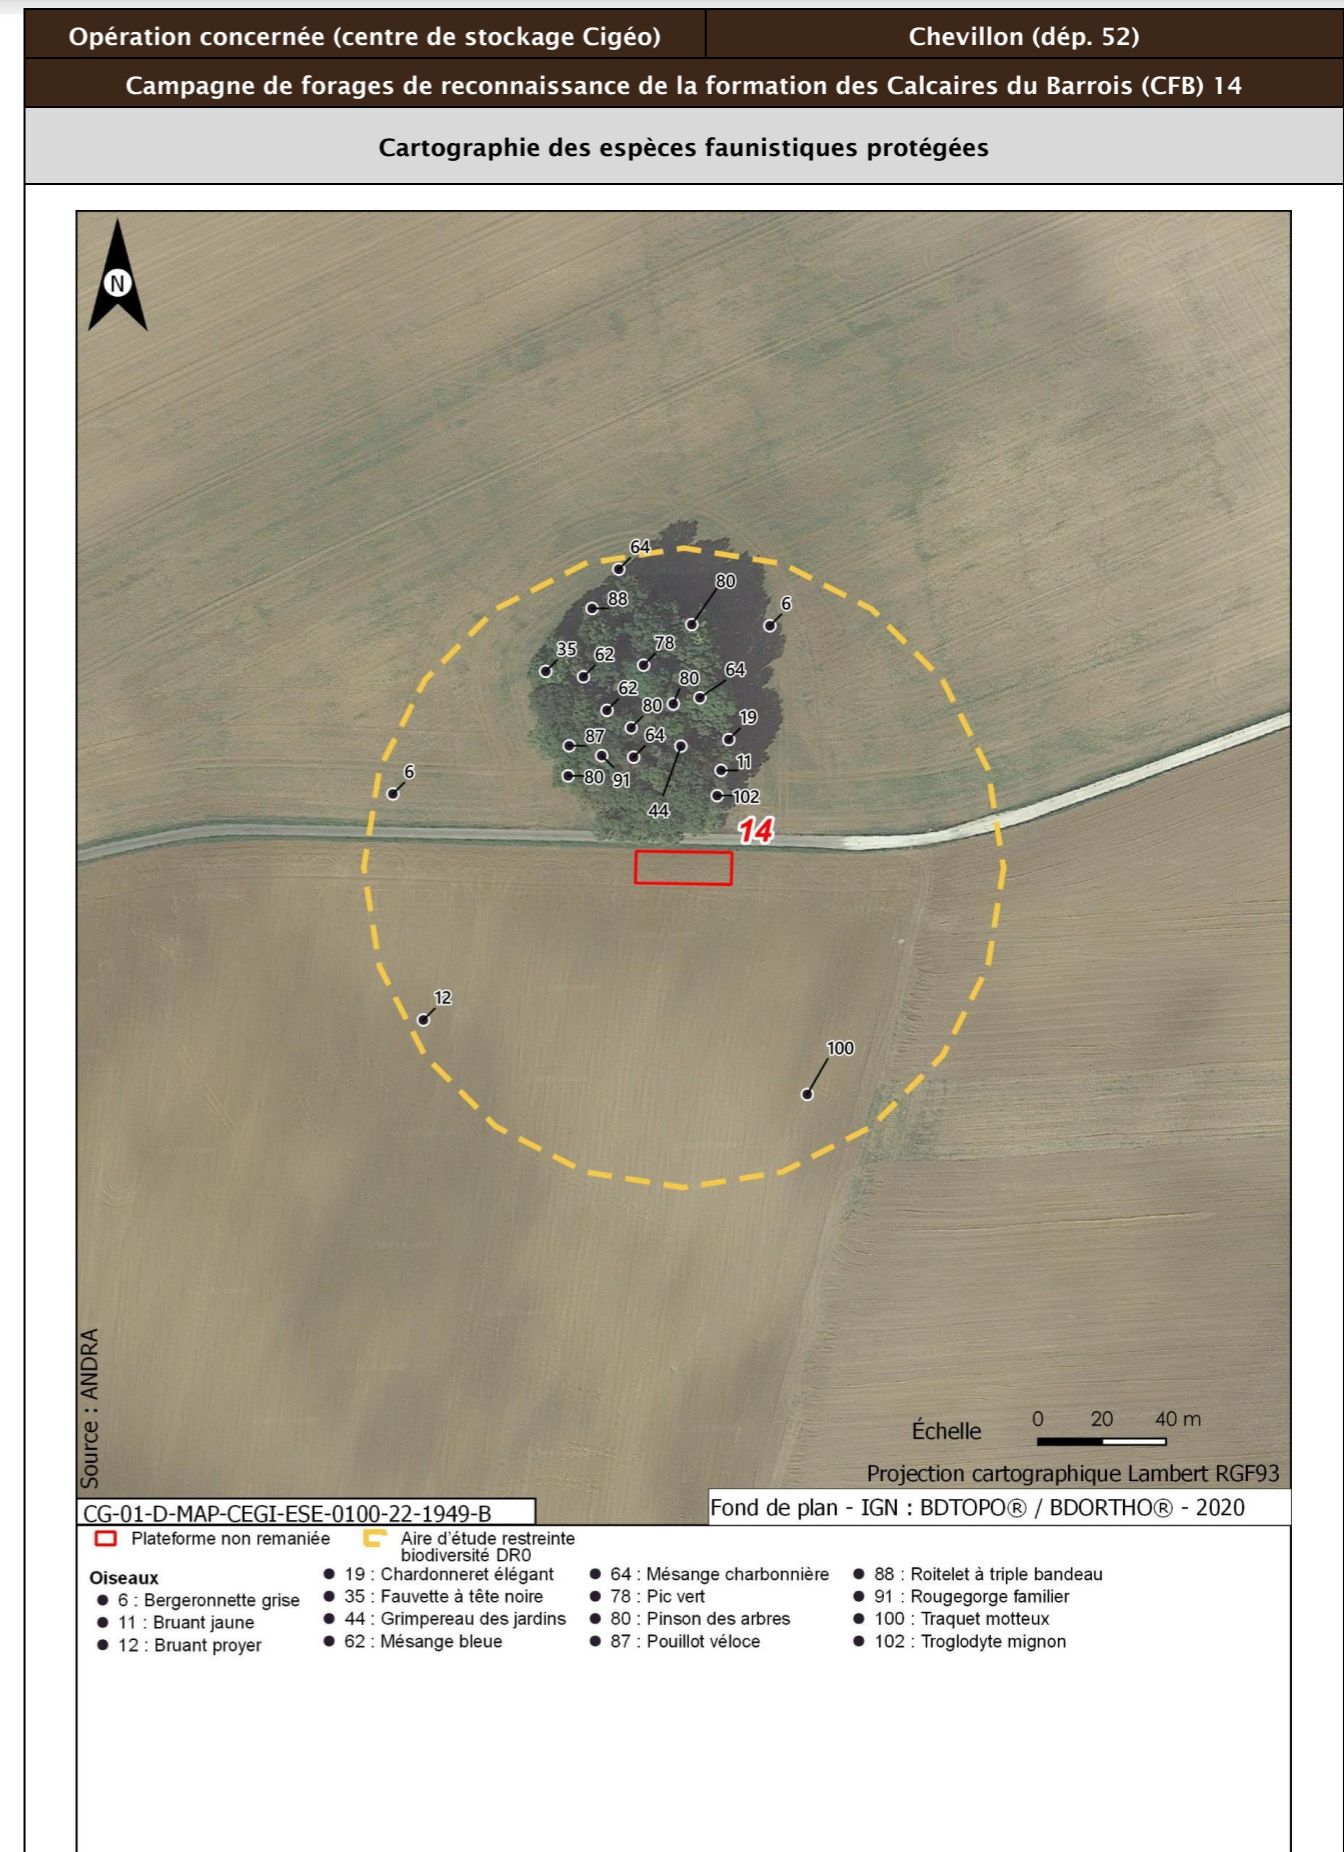 Opération concernée (centre de stockage Cigéo)
Chevillon (dép. 52)
Campagne de forages de reconnaissance de la formation des Calcaires du Barrois (CFB) 14
Cartographie des espèces faunistiques protégées
N
64
80
88
6
78
35
62
64
80
62
80
19
87
64
11
6
91
80
102
44
14
12
100
Source : ANDRA
Échelle
0 20 40 m
Projection cartographique Lambert RGF93
CG-01-D-MAP-CEGI-ESE-0100-22-1949-B
Fond de plan - IGN : BDTOPO® / BDORTHO® - 2020
Plateforme non remaniée
Aire d'étude restreinte
biodiversité DR0
Oiseaux
6 : Bergeronnette grise
11 : Bruant jaune
12 : Bruant proyer
19 : Chardonneret élégant
35 : Fauvette à tête noire
44 : Grimpereau des jardins
62 : Mésange bleue
64 : Mésange charbonnière
78 : Pic vert
80 : Pinson des arbres
87 : Pouillot véloce
88 : Roitelet à triple bandeau
91 : Rougegorge familier
100 : Traquet motteux
102 : Troglodyte mignon